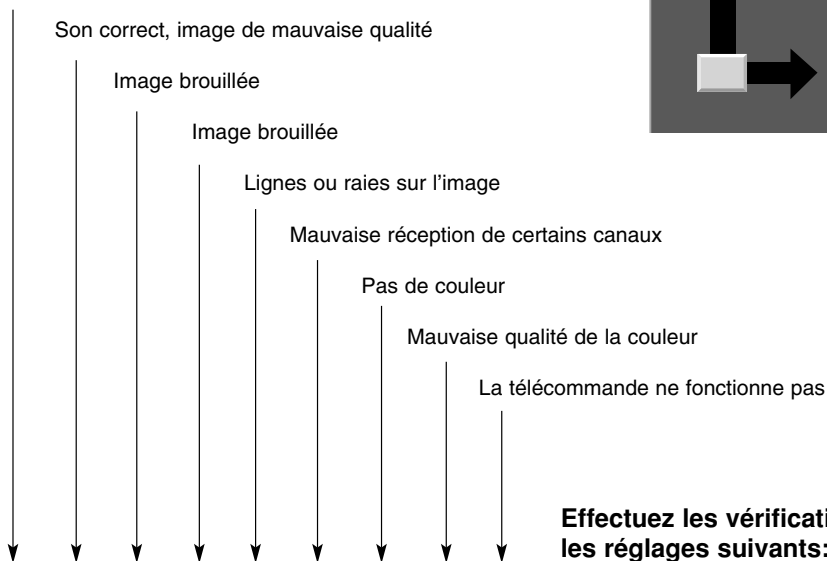 Son correct, image de mauvaise qualité
Image brouillée
Image brouillée
Lignes ou raies sur l'image
Mauvaise réception de certains canaux
Pas de couleur
Mauvaise qualité de la couleur
La télécommande ne fonctionne pas
Effectuez les vérificati
les réglages suivants: